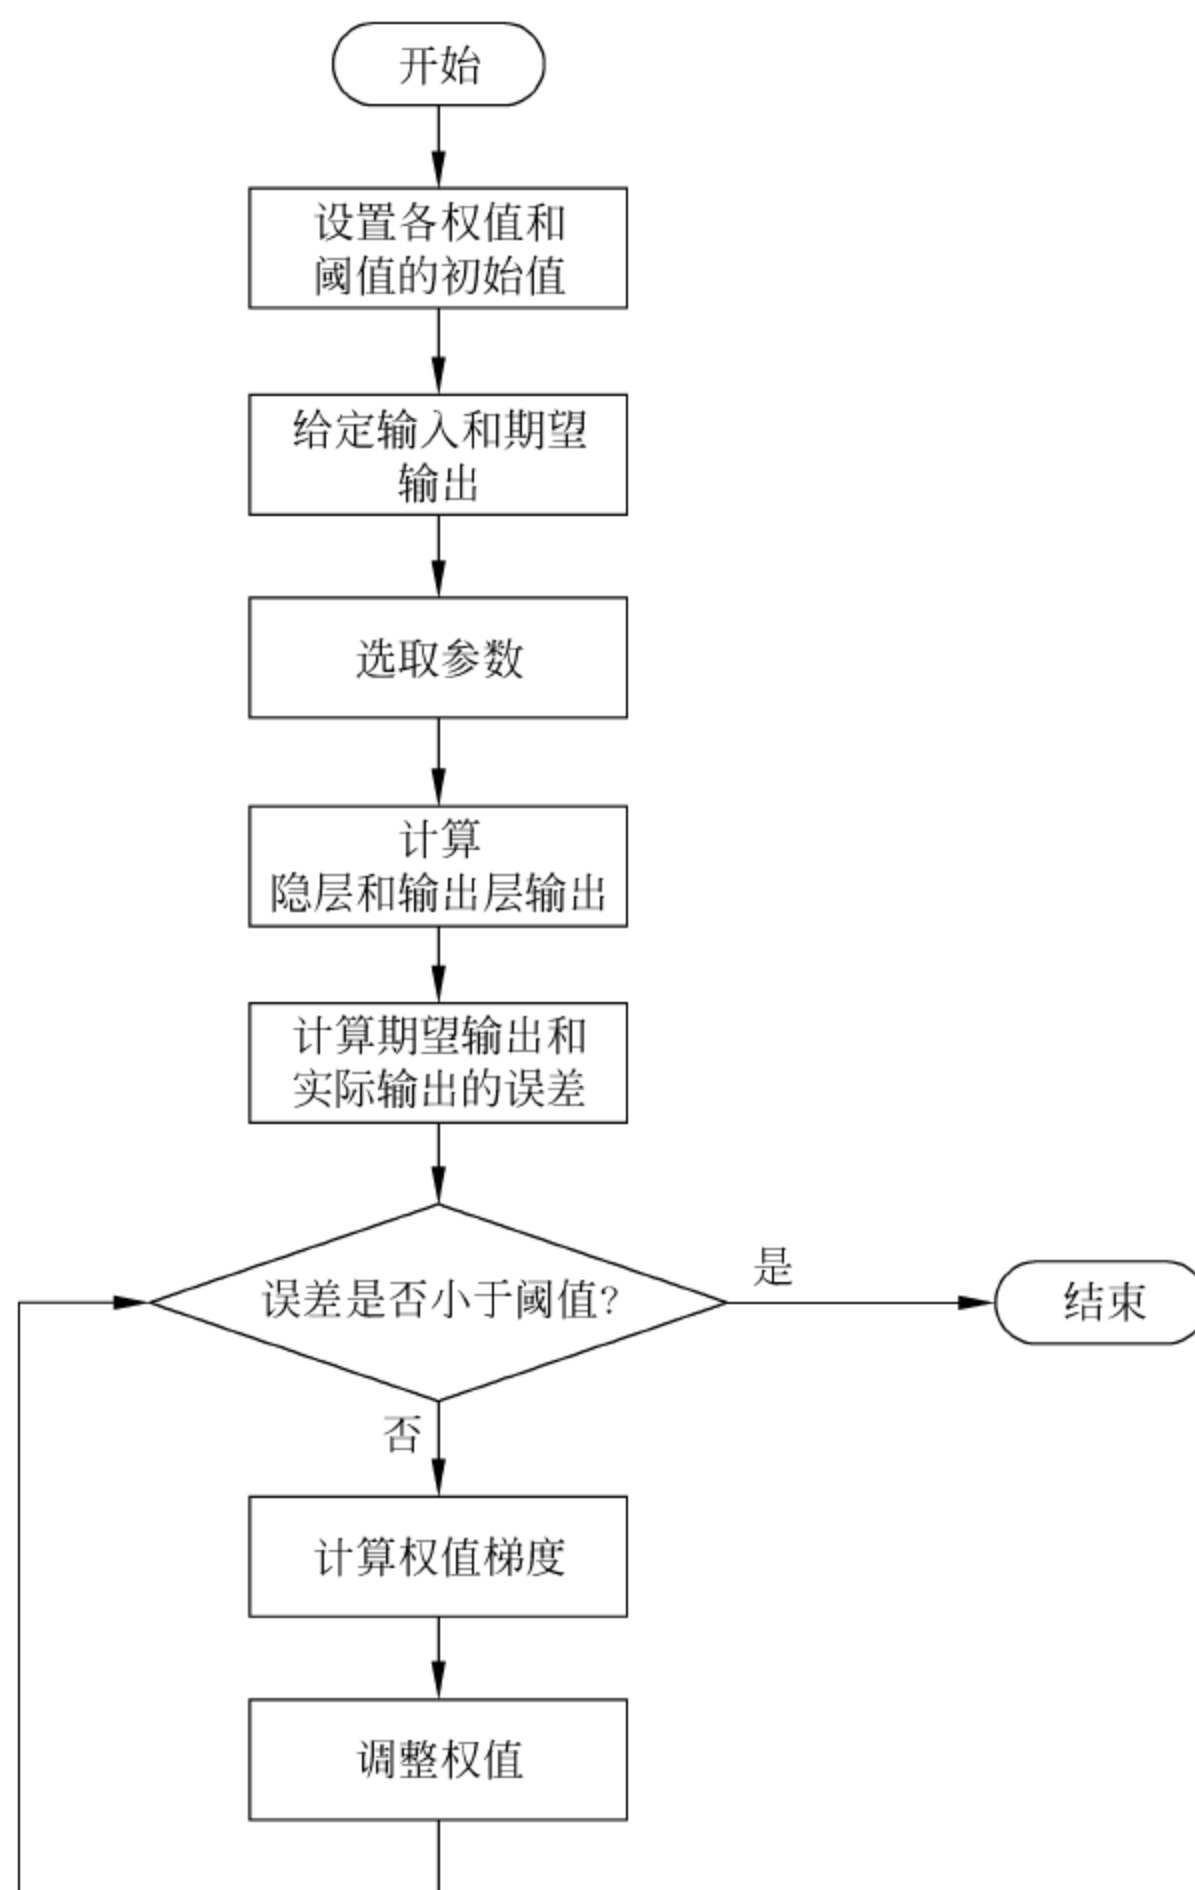 开始
设置各权值和
阈值的初始值
给定输入和期望
输出
选取参数
计算
隐层和输出层输出
计算期望输出和
实际输出的误差
误差是否小于阈值?
是
结束
否
计算权值梯度
调整权值